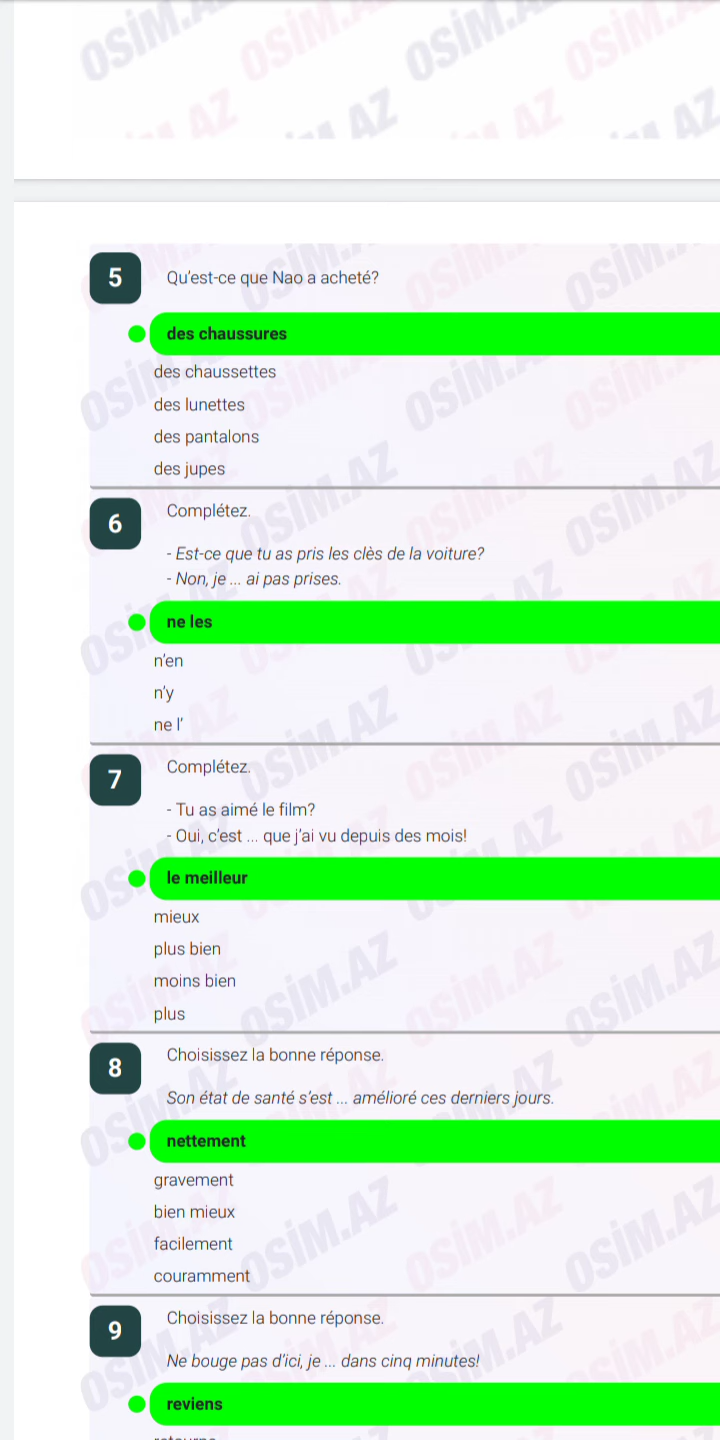 5
Qu'est-ce que Nao a acheté?
des chaussures
des chaussettes
des lunettes
des pantalons
des jupes
6
Complétez.
- Est-ce que tu as pris les clès de la voiture?
- Non, je ... ai pas prises.
ne les
n'en
n'y
ne l'
7
Complétez.
- Tu as aimé le film?
- Oui, c'est ... que j'ai vu depuis des mois!
le meilleur
mieux
plus bien
moins bien
plus
8
Choisissez la bonne réponse.
Son état de santé s'est ... amélioré ces derniers jours.
nettement
gravement
bien mieux
facilement
couramment
9
Choisissez la bonne réponse.
Ne bouge pas d'ici, je ... dans cinq minutes!
reviens
OSİM.AZ